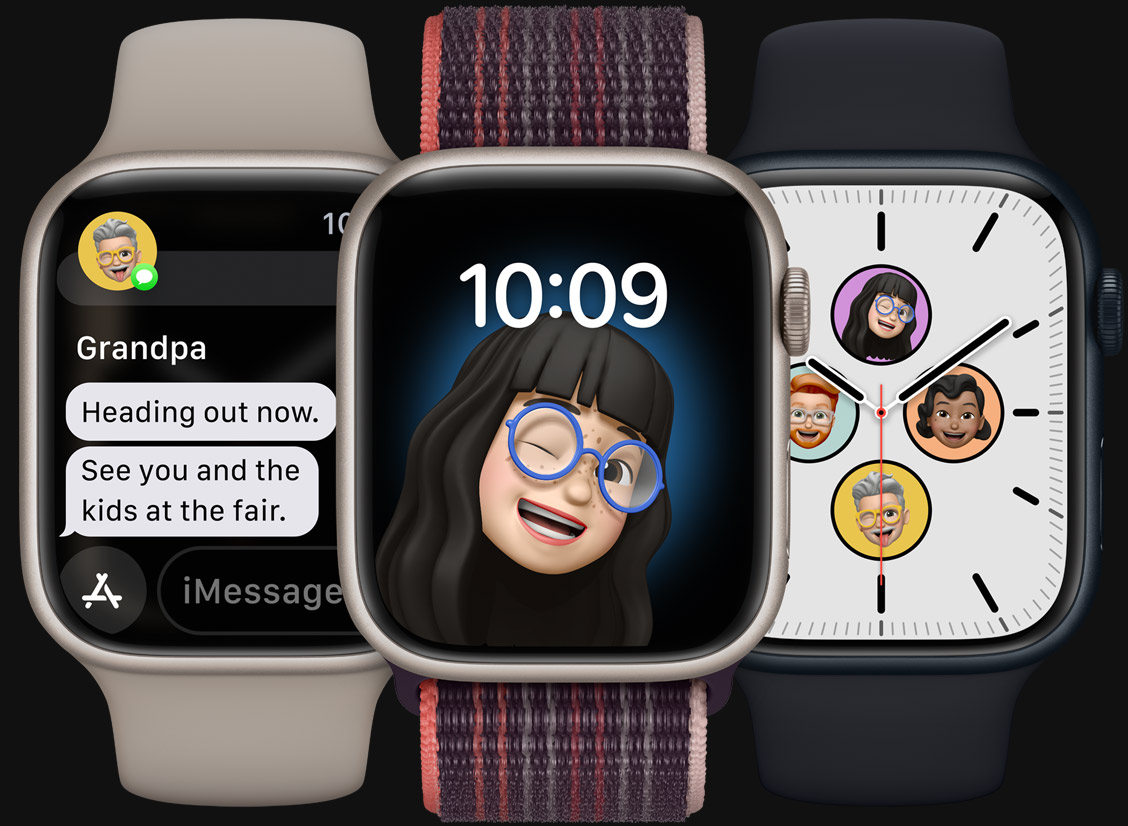 10
Grandpa
Heading out now.
See you and the
kids at the fair.
iMessage
10:09